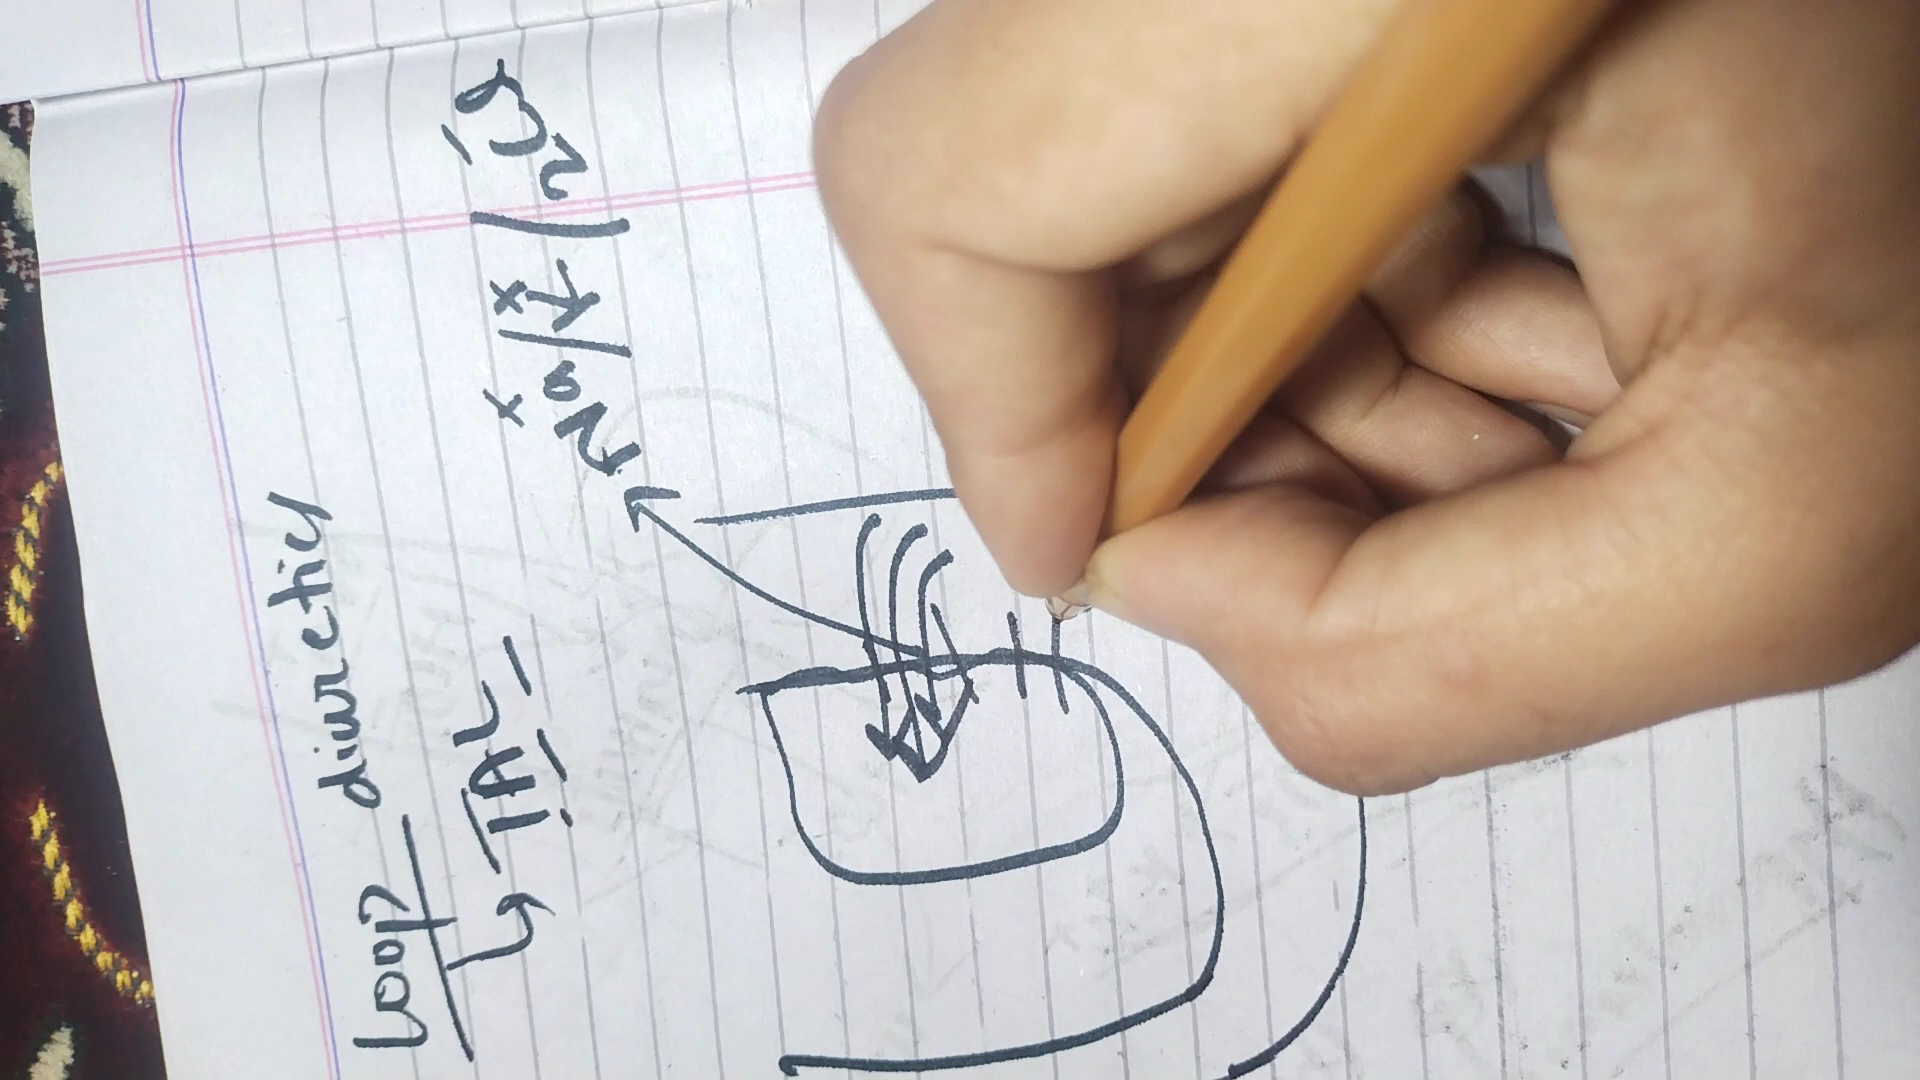 Loop diuretics
↳ TAL
Na/K/2Cl⁻